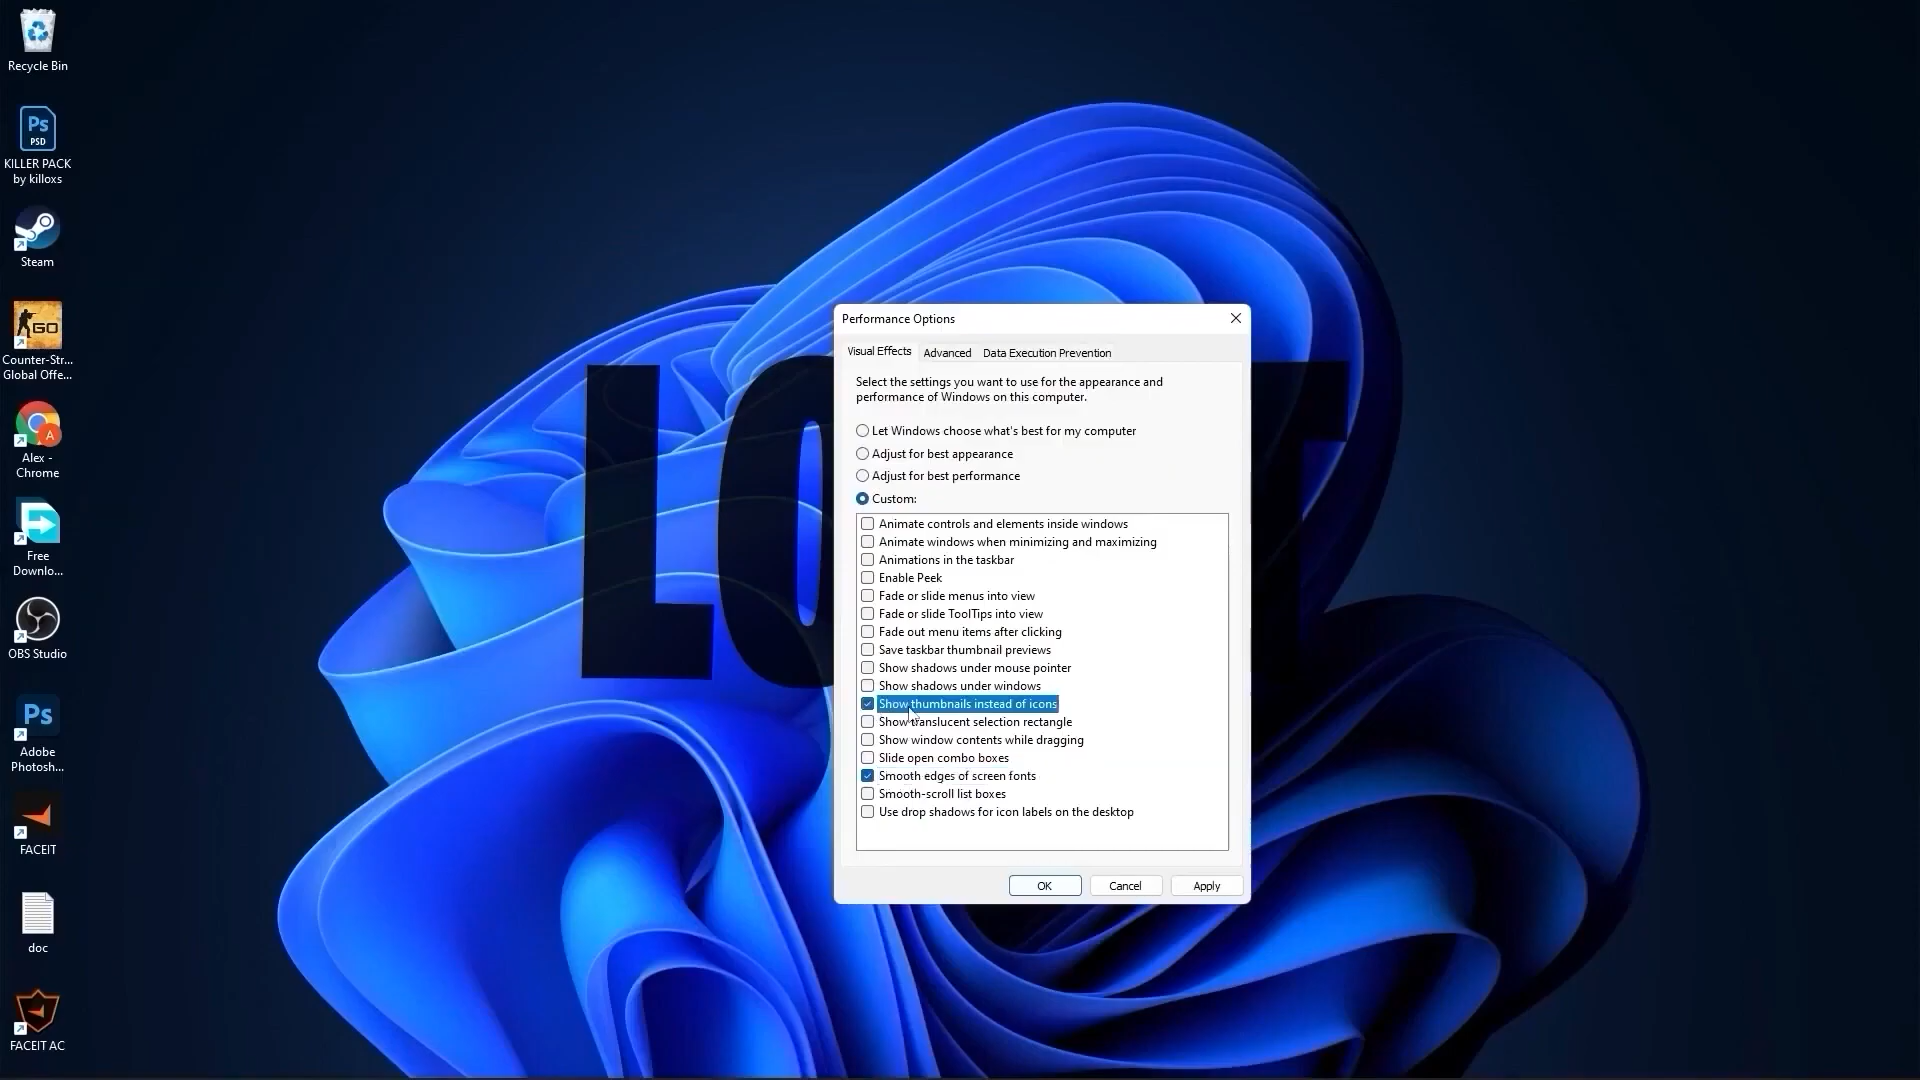 Recycle Bin
Ps
PSD
KILLER PACK
by killoxs
Steam
GO
Counter-Str...
Global Offe...
A
Alex -
Chrome
Free
Downlo...
OBS Studio
Ps
Adobe
Photosh...
FACEIT
doc
FACEIT AC
LO
Performance Options
Visual Effects
Advanced
Data Execution Prevention
Select the settings you want to use for the appearance and
performance of Windows on this computer.
Let Windows choose what's best for my computer
Adjust for best appearance
Adjust for best performance
Custom:
Animate controls and elements inside windows
Animate windows when minimizing and maximizing
Animations in the taskbar
Enable Peek
Fade or slide menus into view
Fade or slide ToolTips into view
Fade out menu items after clicking
Save taskbar thumbnail previews
Show shadows under mouse pointer
Show shadows under windows
Show thumbnails instead of icons
Show translucent selection rectangle
Show window contents while dragging
Slide open combo boxes
Smooth edges of screen fonts
Smooth-scroll list boxes
Use drop shadows for icon labels on the desktop
OK
Cancel
Apply